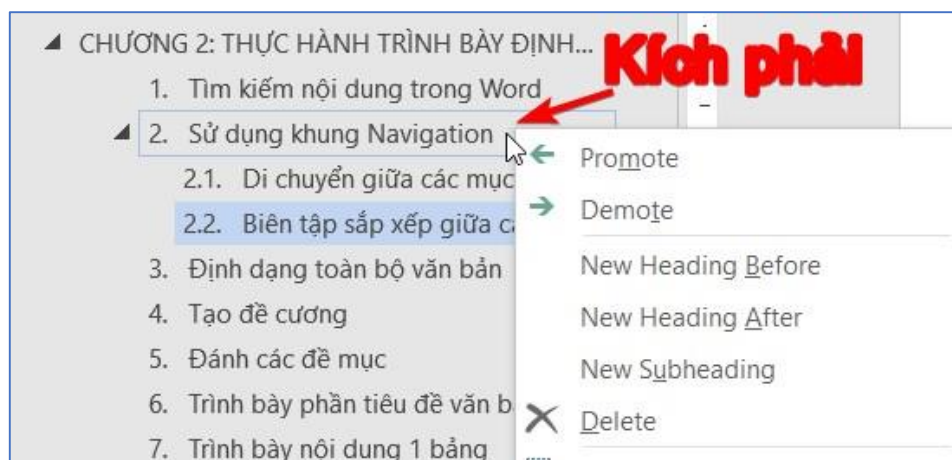 CHƯƠNG 2: THỰC HÀNH TRÌNH BÀY ĐỊNH...
Kích phải
1. Tìm kiếm nội dung trong Word
2. Sử dụng khung Navigation
2.1. Di chuyển giữa các mục
2.2. Biên tập sắp xếp giữa
3. Định dạng toàn bộ văn bản
4. Tạo đề cương
5. Đánh các đề mục
6. Trình bày phần tiêu đề văn b
7. Trình bày nội dung 1 bảng
Promote
Demote
New Heading Before
New Heading After
New Subheading
Delete